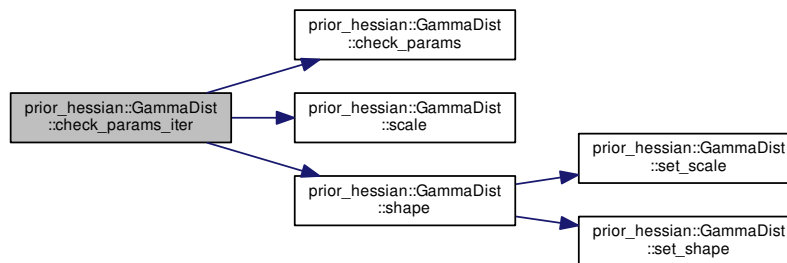 prior_hessian::GammaDist
::check_params_iter
prior_hessian::GammaDist
::check_params
prior_hessian::GammaDist
::scale
prior_hessian::GammaDist
::shape
prior_hessian::GammaDist
::set_scale
prior_hessian::GammaDist
::set_shape